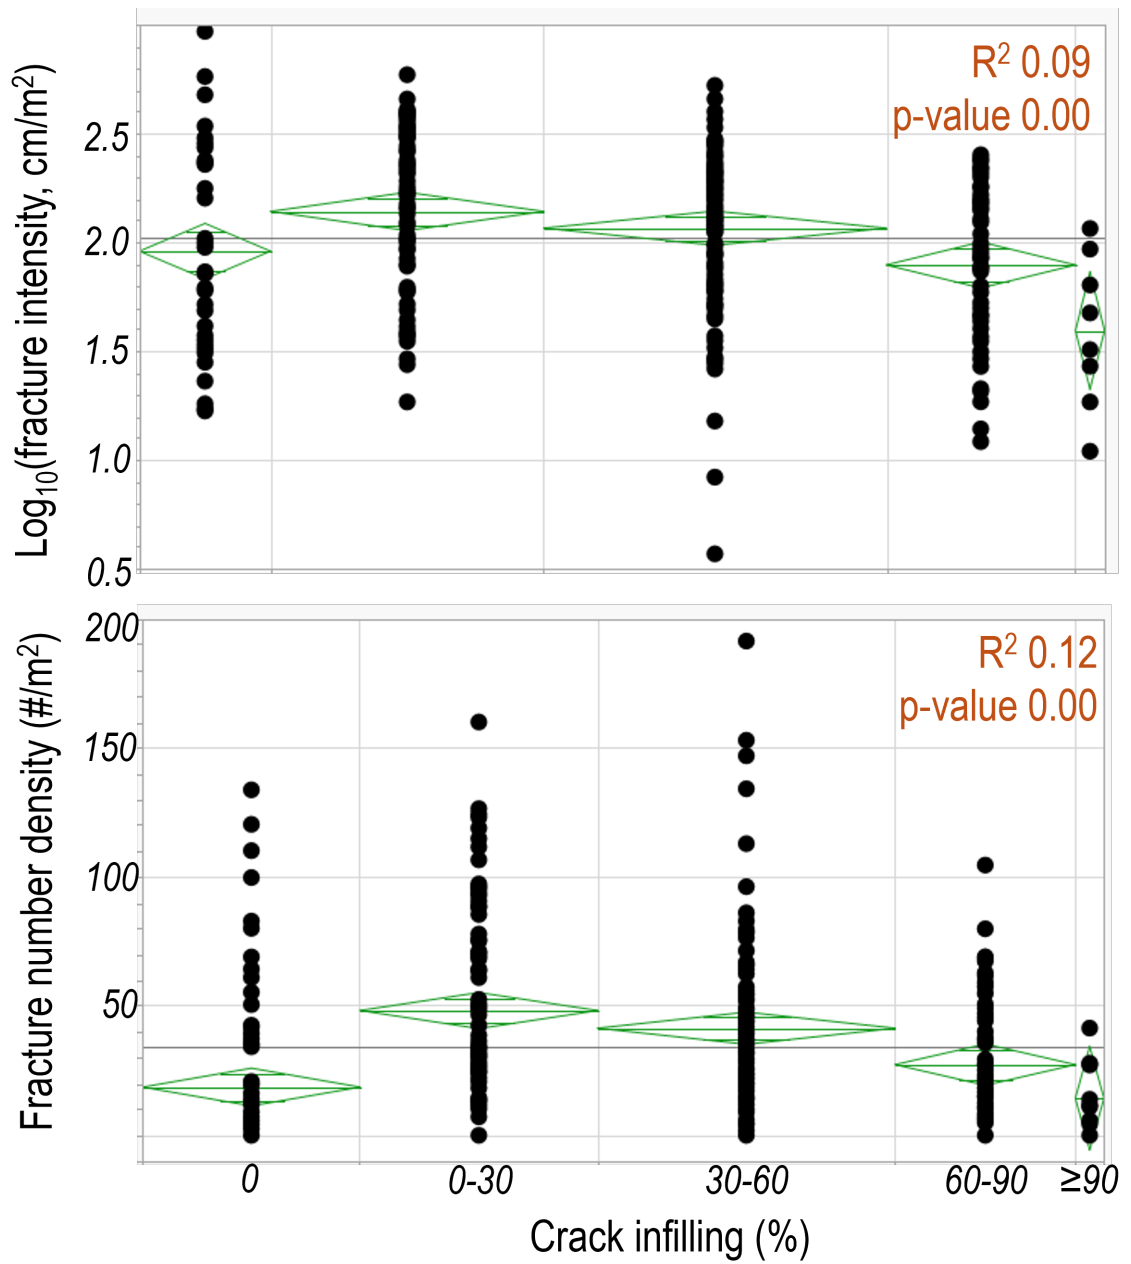 Log₁₀(fracture intensity, cm/m²)
2.5
2.0
1.5
1.0
0.5
R² 0.09
p-value 0.00
Fracture number density (#/m²)
200
150
100
50
R² 0.12
p-value 0.00
0 0-30 30-60 60-90 ≥90
Crack infilling (%)